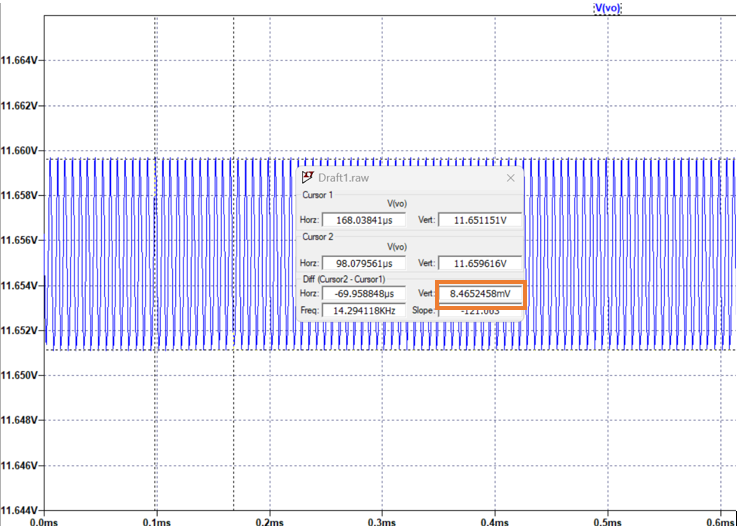 V(vo)
11.664V
11.662V
11.660V
11.658V
11.656V
11.654V
11.652V
11.650V
11.648V
11.646V
11.644V
Draft1.raw
Cursor 1
V(vo)
Horz: 168.03841µs Vert: 11.651151V
Cursor 2
V(vo)
Horz: 98.079561µs Vert: 11.659616V
Diff (Cursor2 - Cursor1)
Horz: -69.958848µs Vert: 8.4652458mV
Freq: 14.294118KHz Slope: -121.003
0.0ms 0.1ms 0.2ms 0.3ms 0.4ms 0.5ms 0.6ms